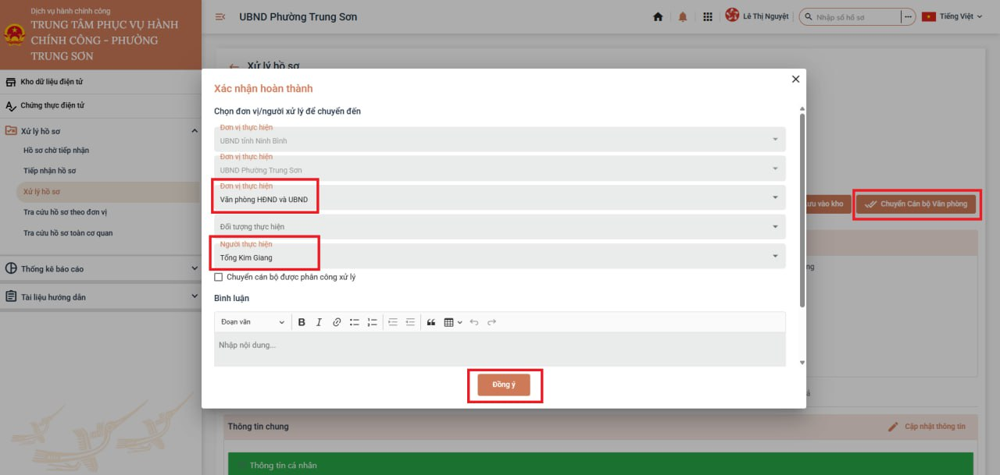 Dịch vụ hành chính công
TRUNG TÂM PHỤC VỤ HÀNH
CHÍNH CÔNG - PHƯỜNG
TRUNG SƠN
UBND Phường Trung Sơn
Lê Thị Nguyệt
Nhập số hồ sơ
Tiếng Việt
Kho dữ liệu điện tử
Chứng thực điện tử
Xử lý hồ sơ
Hồ sơ chờ tiếp nhận
Tiếp nhận hồ sơ
Xử lý hồ sơ
Tra cứu hồ sơ theo đơn vị
Tra cứu hồ sơ toàn cơ quan
Thống kê báo cáo
Tài liệu hướng dẫn
Xử lý hồ sơ
Xác nhận hoàn thành
Chọn đơn vị/người xử lý để chuyển đến
Đơn vị thực hiện
UBND tỉnh Ninh Bình
Đơn vị thực hiện
UBND Phường Trung Sơn
Đơn vị thực hiện
Văn phòng HĐND và UBND
Đối tượng thực hiện
Người thực hiện
Tống Kim Giang
Chuyển cán bộ được phân công xử lý
Bình luận
Đoạn văn
Nhập nội dung...
Đồng ý
vào kho
Chuyển Cán bộ Văn phòng
Thông tin chung
Cập nhật thông tin
Thông tin cá nhân